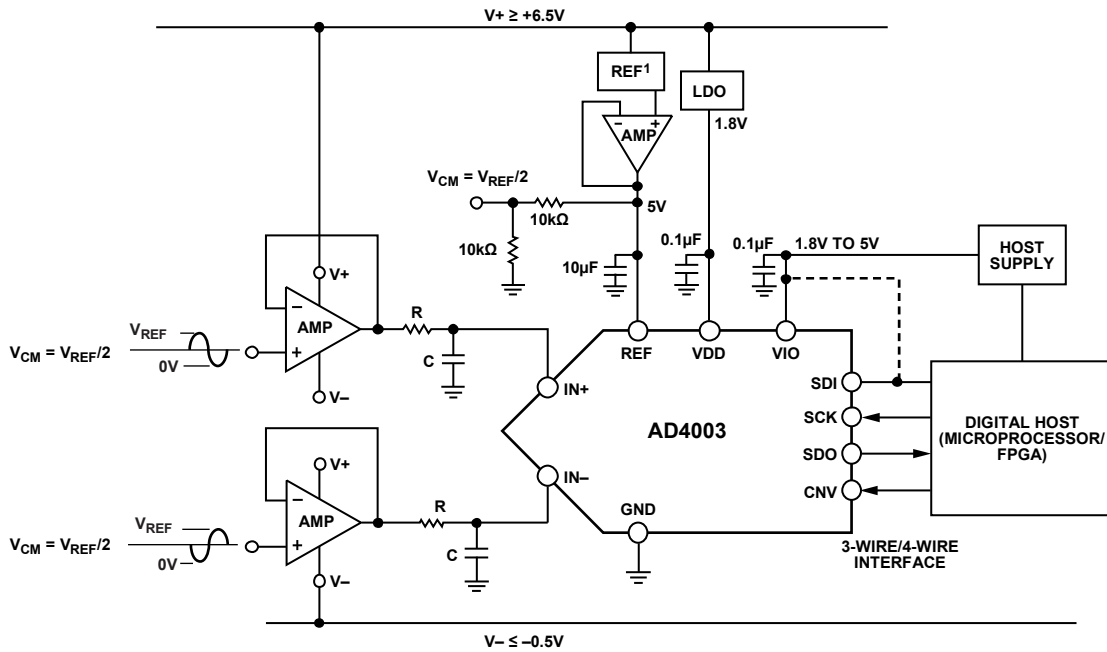 V+ ≥ +6.5V
REF1
LDO
1.8V
− +
AMP
VCM = VREF/2
10kΩ
5V
10kΩ
10µF
0.1µF
0.1µF
1.8V TO 5V
HOST
SUPPLY
V+
−
AMP
+
V−
R
C
VREF
VCM = VREF/2
0V
REF
VDD
VIO
IN+
IN−
AD4003
GND
SDI
SCK
SDO
CNV
DIGITAL HOST
(MICROPROCESSOR/
FPGA)
3-WIRE/4-WIRE
INTERFACE
V+
−
AMP
+
V−
R
C
VREF
VCM = VREF/2
0V
V− ≤ −0.5V